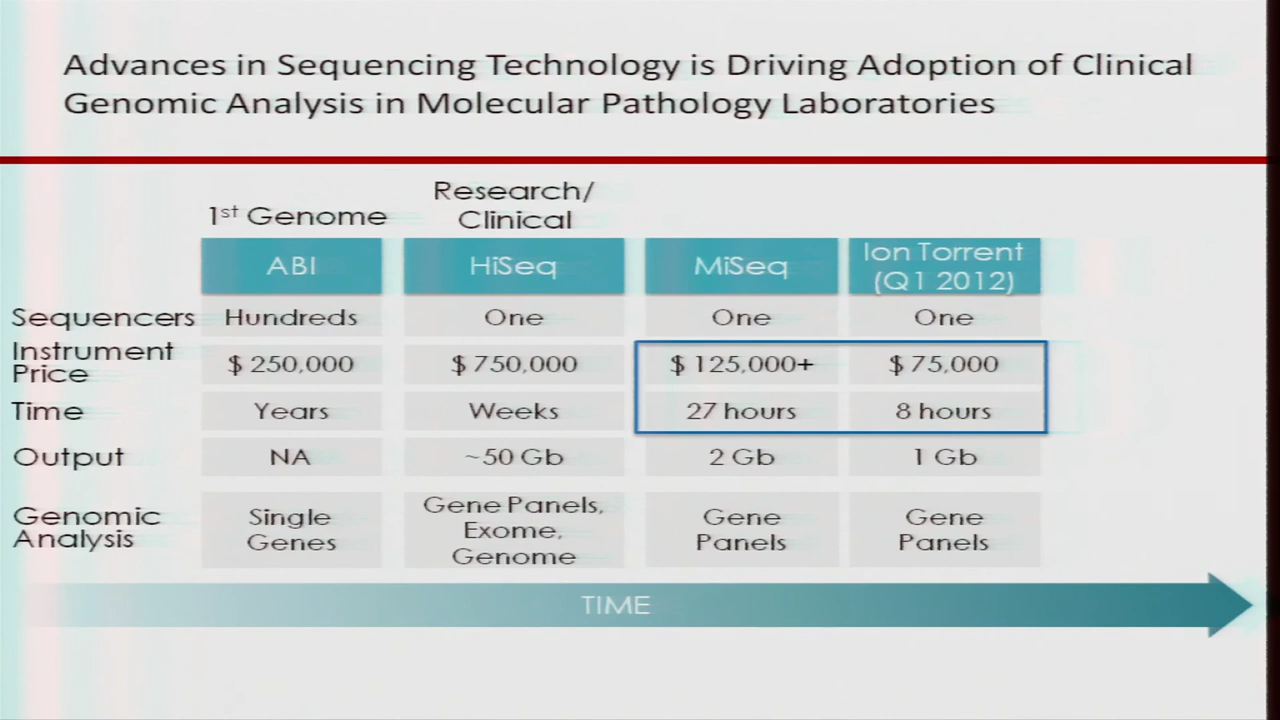 Advances in Sequencing Technology is Driving Adoption of Clinical
Genomic Analysis in Molecular Pathology Laboratories
1st Genome
Research/
Clinical
ABI
HiSeq
MiSeq
Ion Torrent
(Q1 2012)
Sequencers Hundreds One One One
Instrument
Price
$ 250,000 $ 750,000 $ 125,000+ $ 75,000
Time Years Weeks 27 hours 8 hours
Output NA ~50 Gb 2 Gb 1 Gb
Genomic
Analysis
Single
Genes
Gene Panels,
Exome,
Genome
Gene
Panels
Gene
Panels
TIME